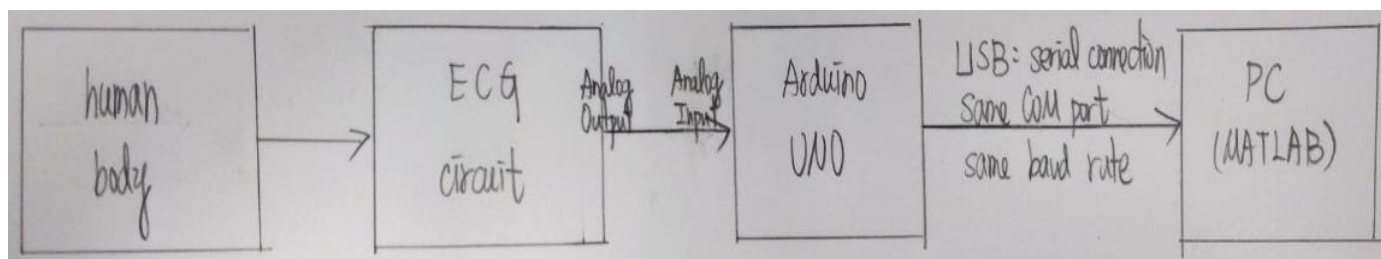 human
body
ECG
circuit
Analog
Output
Analog
Input
Arduino
UNO
USB: serial connection
same COM port
same baud rate
PC
(MATLAB)